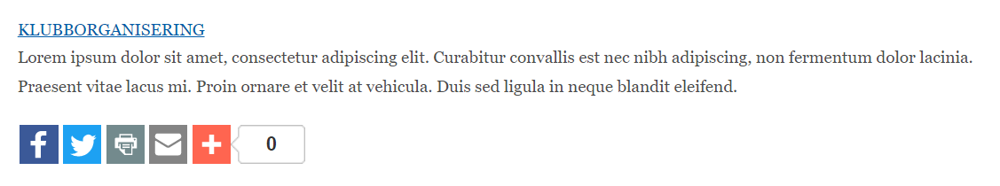 KLUBBORGANISERING
Lorem ipsum dolor sit amet, consectetur adipiscing elit. Curabitur convallis est nec nibh adipiscing, non fermentum dolor lacinia.
Praesent vitae lacus mi. Proin ornare et velit at vehicula. Duis sed ligula in neque blandit eleifend.
0